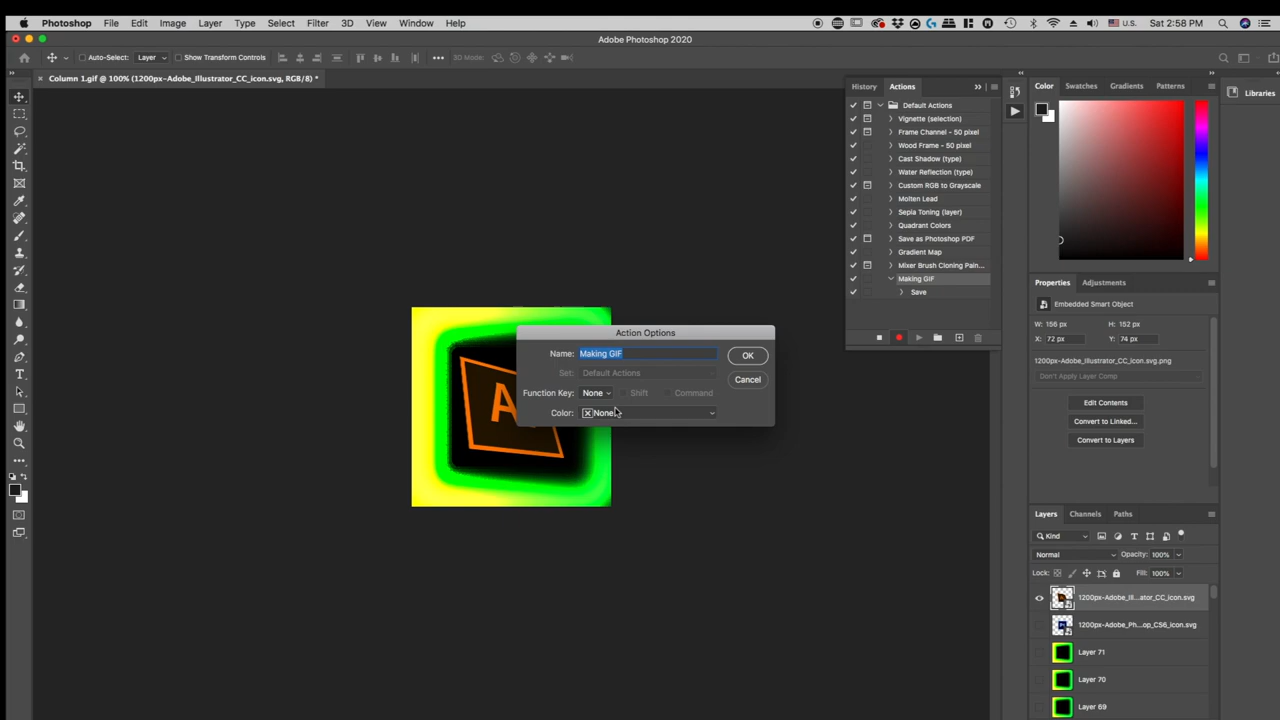 Photoshop File Edit Image Layer Type Select Filter 3D View Window Help U.S. Sat 2:58 PM
Adobe Photoshop 2020
Auto-Select: Layer Show Transform Controls 3D Mode:
Column 1.gif @ 100% (1200px-Adobe_Illustrator_CC_icon.svg, RGB/8) *
History Actions
Default Actions
Vignette (selection)
Frame Channel - 50 pixel
Wood Frame - 50 pixel
Cast Shadow (type)
Water Reflection (type)
Custom RGB to Grayscale
Molten Lead
Sepia Toning (layer)
Quadrant Colors
Save as Photoshop PDF
Gradient Map
Mixer Brush Cloning Pain...
Making GIF
Save
Color Swatches Gradients Patterns
Libraries
Action Options
Name: Making GIF
Set: Default Actions
Function Key: None Shift Command
Color: None
OK
Cancel
Properties Adjustments
Embedded Smart Object
W: 156 px H: 152 px
X: 72 px Y: 74 px
1200px-Adobe_Illustrator_CC_icon.svg.png
Don't Apply Layer Comp
Edit Contents
Convert to Linked...
Convert to Layers
Layers Channels Paths
Kind
Normal Opacity: 100%
Lock: Fill: 100%
1200px-Adobe_Ill...ator_CC_icon.svg
1200px-Adobe_Ph...op_CS6_icon.svg
Layer 71
Layer 70
Layer 69